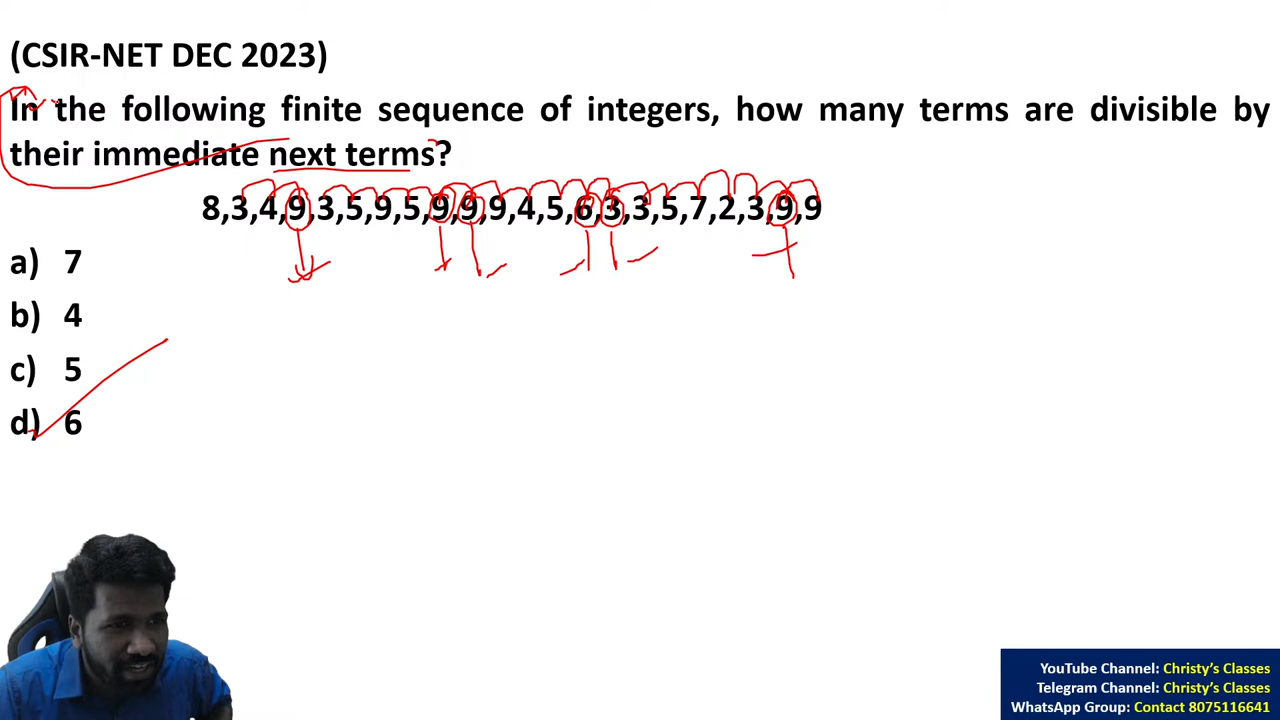 (CSIR-NET DEC 2023)
In the following finite sequence of integers, how many terms are divisible by
their immediate next terms?
8,3,4,9,3,5,9,5,9,9,9,4,5,6,3,3,5,7,2,3,9,9
a) 7
b) 4
c) 5
d) 6
YouTube Channel: Christy's Classes
Telegram Channel: Christy's Classes
WhatsApp Group: Contact 8075116641